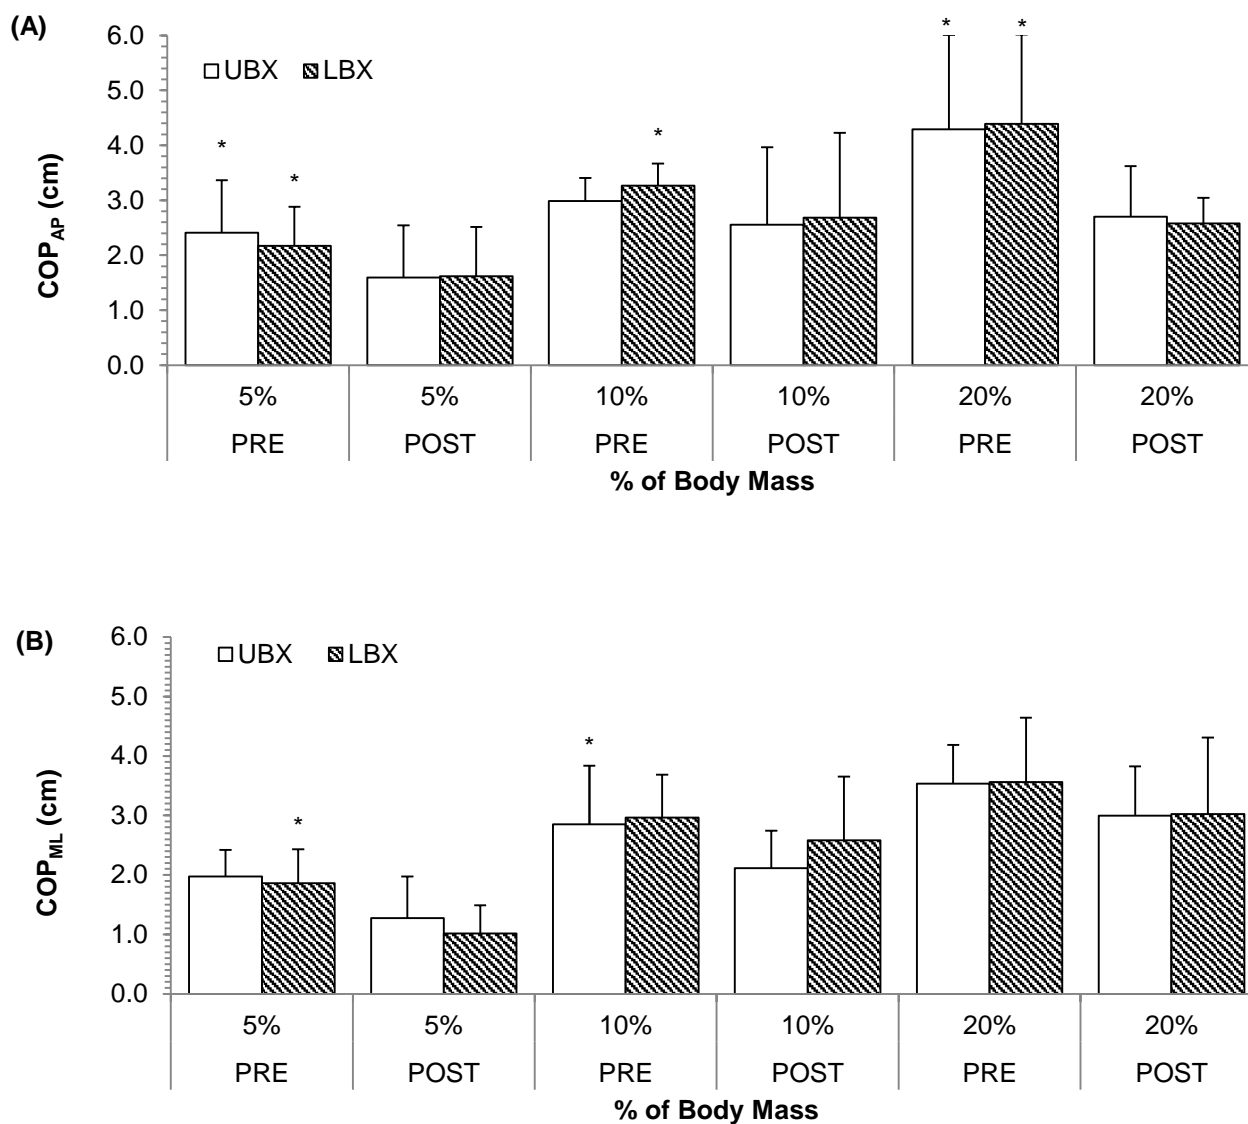 (A)
6.0
5.0
4.0
3.0
2.0
1.0
0.0
COP_AP (cm)
UBX LBX
* * * * *
5% 5% 10% 10% 20% 20%
PRE POST PRE POST PRE POST
% of Body Mass
(B)
6.0
5.0
4.0
3.0
2.0
1.0
0.0
COP_ML (cm)
UBX LBX
* *
5% 5% 10% 10% 20% 20%
PRE POST PRE POST PRE POST
% of Body Mass